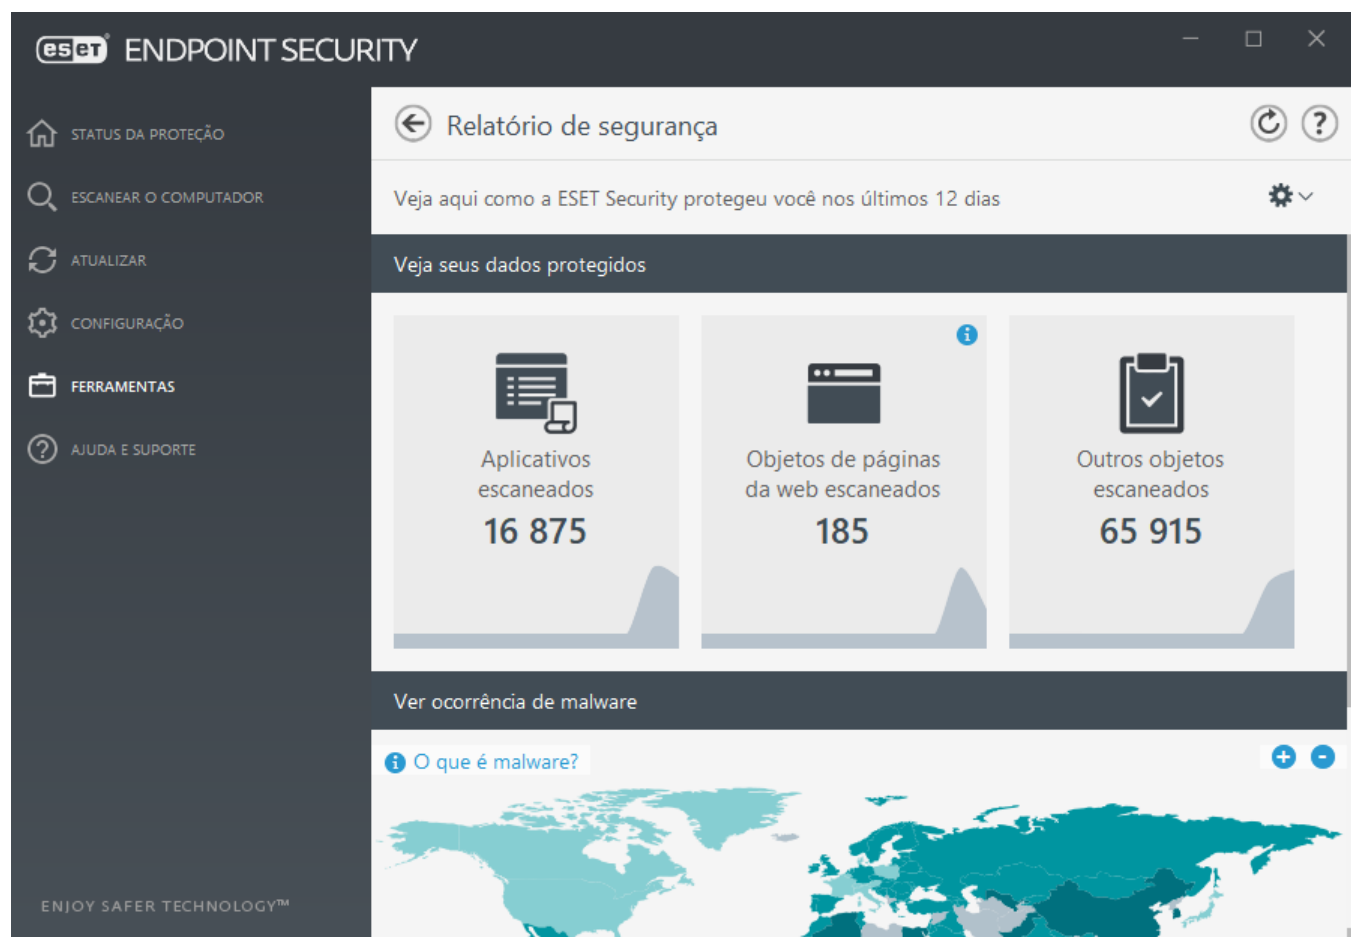 eset ENDPOINT SECURITY
STATUS DA PROTEÇÃO
ESCANEAR O COMPUTADOR
ATUALIZAR
CONFIGURAÇÃO
FERRAMENTAS
AJUDA E SUPORTE
ENJOY SAFER TECHNOLOGY™
Relatório de segurança
Veja aqui como a ESET Security protegeu você nos últimos 12 dias
Veja seus dados protegidos
Aplicativos
escaneados
16 875
Objetos de páginas
da web escaneados
185
Outros objetos
escaneados
65 915
Ver ocorrência de malware
O que é malware?